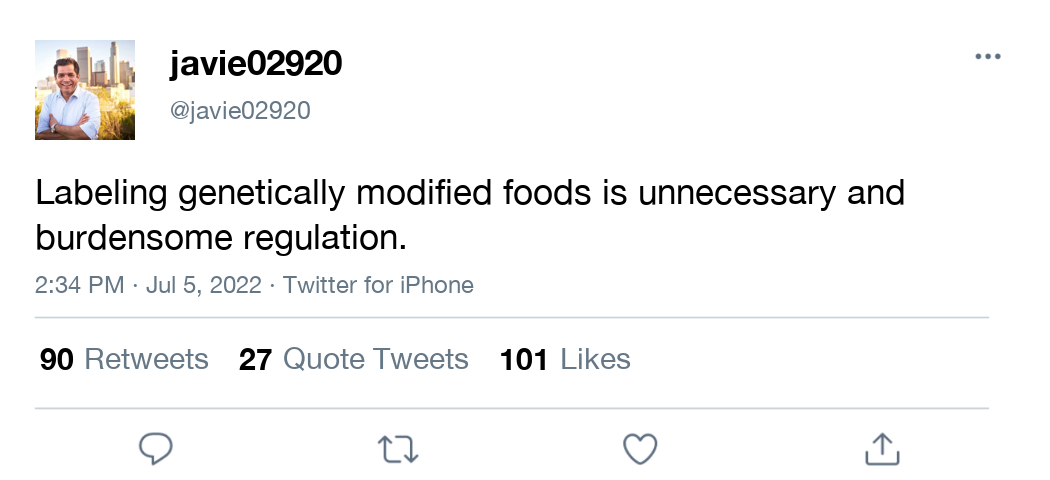 javie02920
@javie02920
Labeling genetically modified foods is unnecessary and
burdensome regulation.
2:34 PM · Jul 5, 2022 · Twitter for iPhone
90 Retweets 27 Quote Tweets 101 Likes